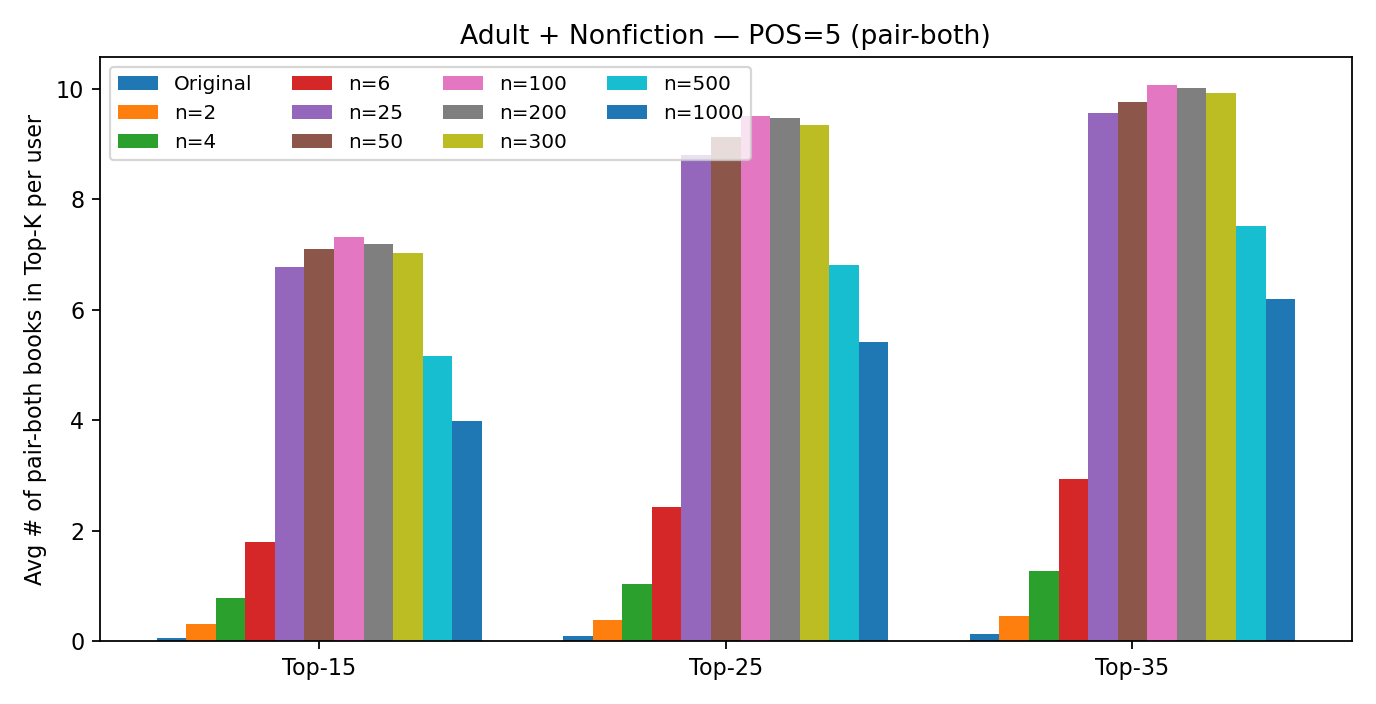 Adult + Nonfiction — POS=5 (pair-both)
Avg # of pair-both books in Top-K per user
10
8
6
4
2
0
Original n=6 n=100 n=500
n=2 n=25 n=200 n=1000
n=4 n=50 n=300
Top-15 Top-25 Top-35